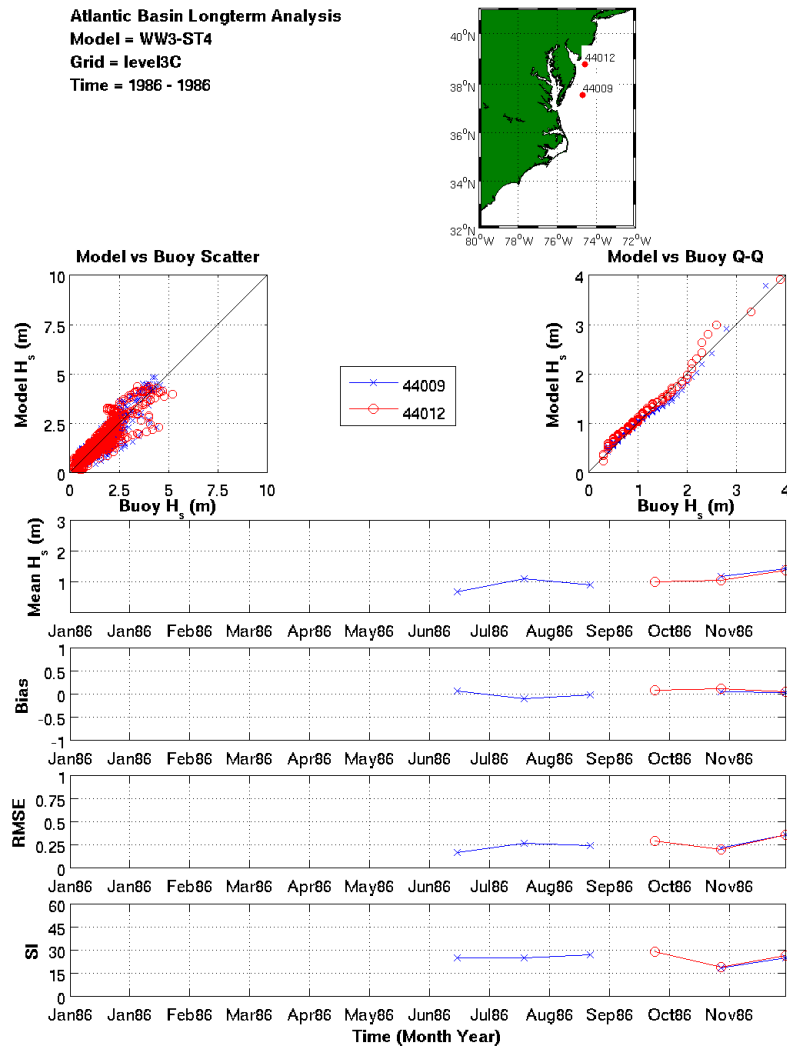 Atlantic Basin Longterm Analysis
Model = WW3-ST4
Grid = level3C
Time = 1986 - 1986
40°N
38°N
36°N
34°N
32°N
80°W 78°W 76°W 74°W 72°W
44012
44009
Model vs Buoy Scatter
10
7.5
5
2.5
0
Model Hs (m)
0 2.5 5 7.5 10
Buoy Hs (m)
44009
44012
Model vs Buoy Q-Q
4
3
2
1
0
Model Hs (m)
0 1 2 3 4
Buoy Hs (m)
Mean Hs (m)
3
2
1
Jan86 Jan86 Feb86 Mar86 Apr86 May86 Jun86 Jul86 Aug86 Sep86 Oct86 Nov86
Bias
1
0.5
0
-0.5
-1
Jan86 Jan86 Feb86 Mar86 Apr86 May86 Jun86 Jul86 Aug86 Sep86 Oct86 Nov86
RMSE
1
0.75
0.5
0.25
0
Jan86 Jan86 Feb86 Mar86 Apr86 May86 Jun86 Jul86 Aug86 Sep86 Oct86 Nov86
SI
60
45
30
15
0
Jan86 Jan86 Feb86 Mar86 Apr86 May86 Jun86 Jul86 Aug86 Sep86 Oct86 Nov86
Time (Month Year)